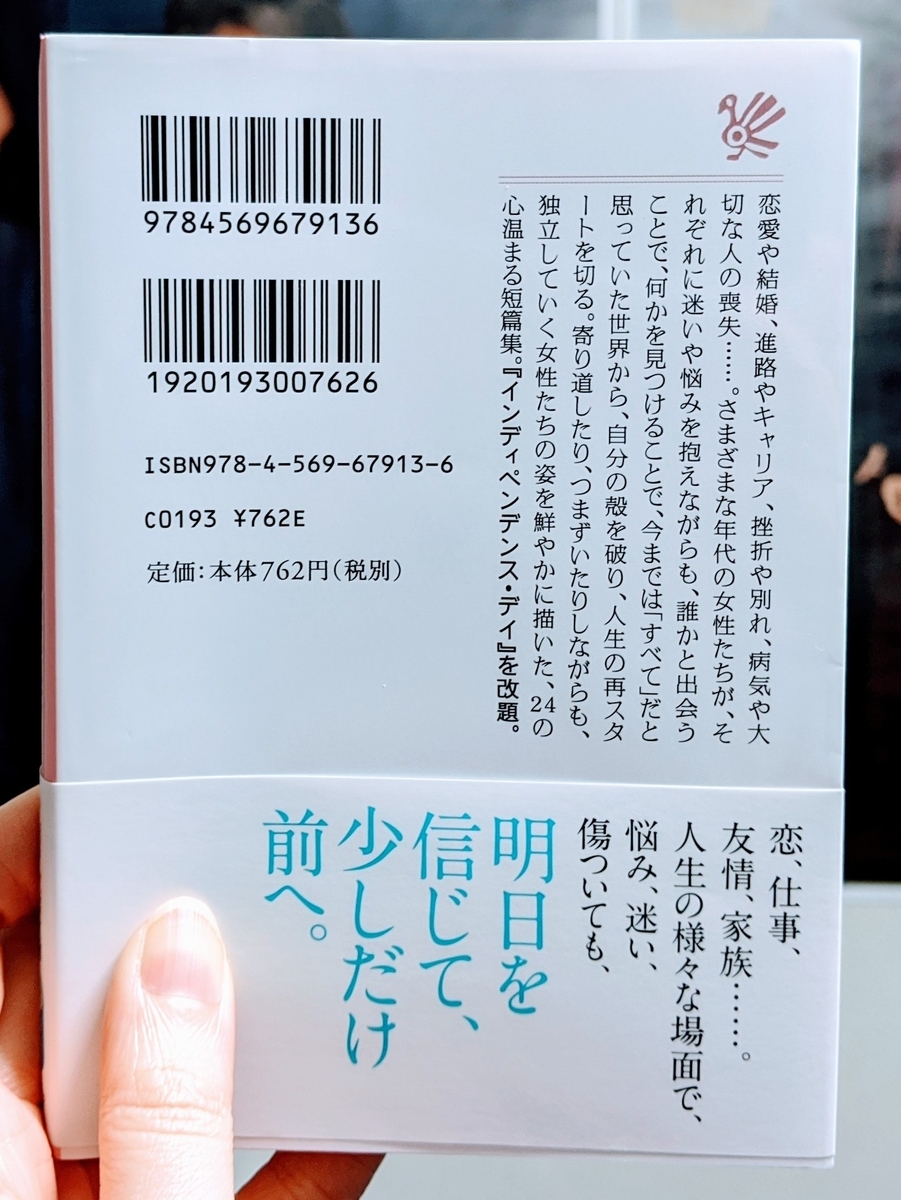 9784569679136
1920193007626
ISBN978-4-569-67913-6
C0193 ¥762E
定価：本体762円（税別）
恋愛や結婚、進路やキャリア、挫折や別れ、病気や大
切な人の喪失……。さまざまな年代の女性たちが、そ
れぞれに迷いや悩みを抱えながらも、誰かと出会う
ことで、何かを見つけることで、今までは「すべて」だと
思っていた世界から、自分の殻を破り、人生の再スタ
ートを切る。寄り道したり、つまずいたりしながらも、
独立していく女性たちの姿を鮮やかに描いた、24の
心温まる短篇集。『インディペンデンス・デイ』を改題。
恋、仕事、
友情、家族……。
人生の様々な場面で、
悩み、迷い、
傷ついても、
明日を
信じて、
少しだけ
前へ。